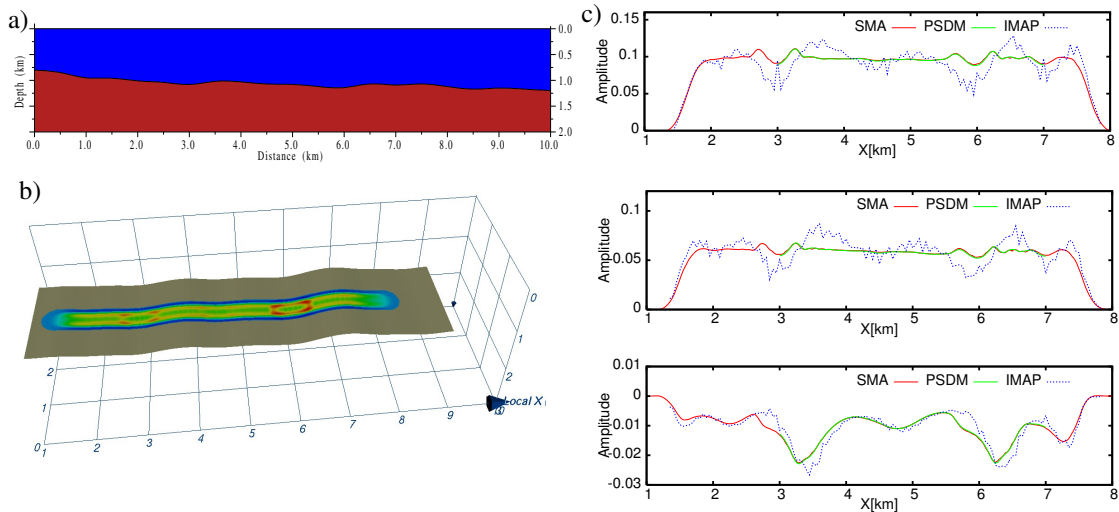 a)
Depth (km)
0.0
0.5
1.0
1.5
2.0
0.0 1.0 2.0 3.0 4.0 5.0 6.0 7.0 8.0 9.0 10.0
Distance (km)
b)
0
1
2
2
1
0
1 2 3 4 5 6 7 8 9
Local X
c)
SMA PSDM IMAP
Amplitude
0.15
0.1
0.05
0
1 2 3 4 5 6 7 8
X[km]
SMA PSDM IMAP
Amplitude
0.1
0.05
0
1 2 3 4 5 6 7 8
X[km]
SMA PSDM IMAP
Amplitude
0.01
0
-0.01
-0.02
-0.03
1 2 3 4 5 6 7 8
X[km]